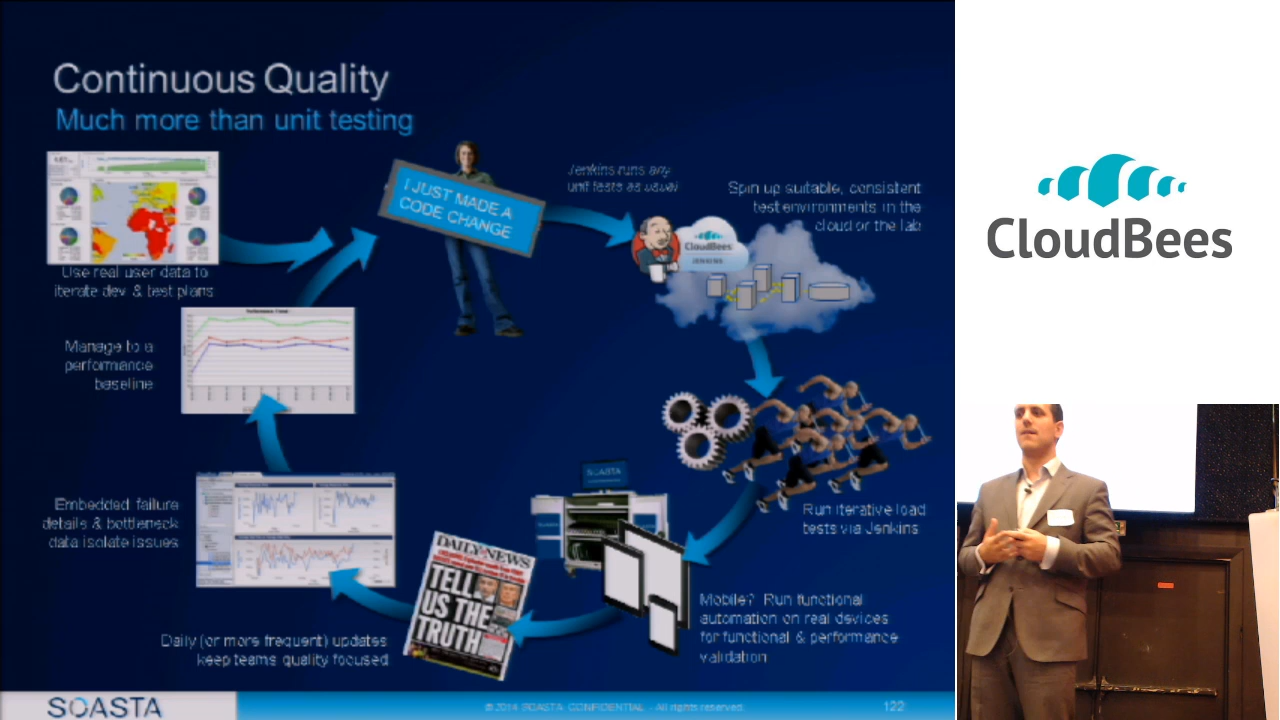 Continuous Quality
Much more than unit testing
I JUST MADE A
CODE CHANGE
Jenkins runs any
unit tests as usual
Spin up suitable, consistent
test environments in the
cloud or the lab
CloudBees
JENKINS
Use real user data to
iterate dev & test plans
Performance Trend
Manage to a
performance
baseline
SOASTA
Run iterative load
tests via Jenkins
Embedded failure
details & bottleneck
data isolate issues
DAILY NEWS
TELL
US THE
TRUTH
Mobile? Run functional
automation on real devices
for functional & performance
validation
Daily (or more frequent) updates
keep teams quality focused
SOASTA
© 2014 SOASTA CONFIDENTIAL - All rights reserved.
122
CloudBees